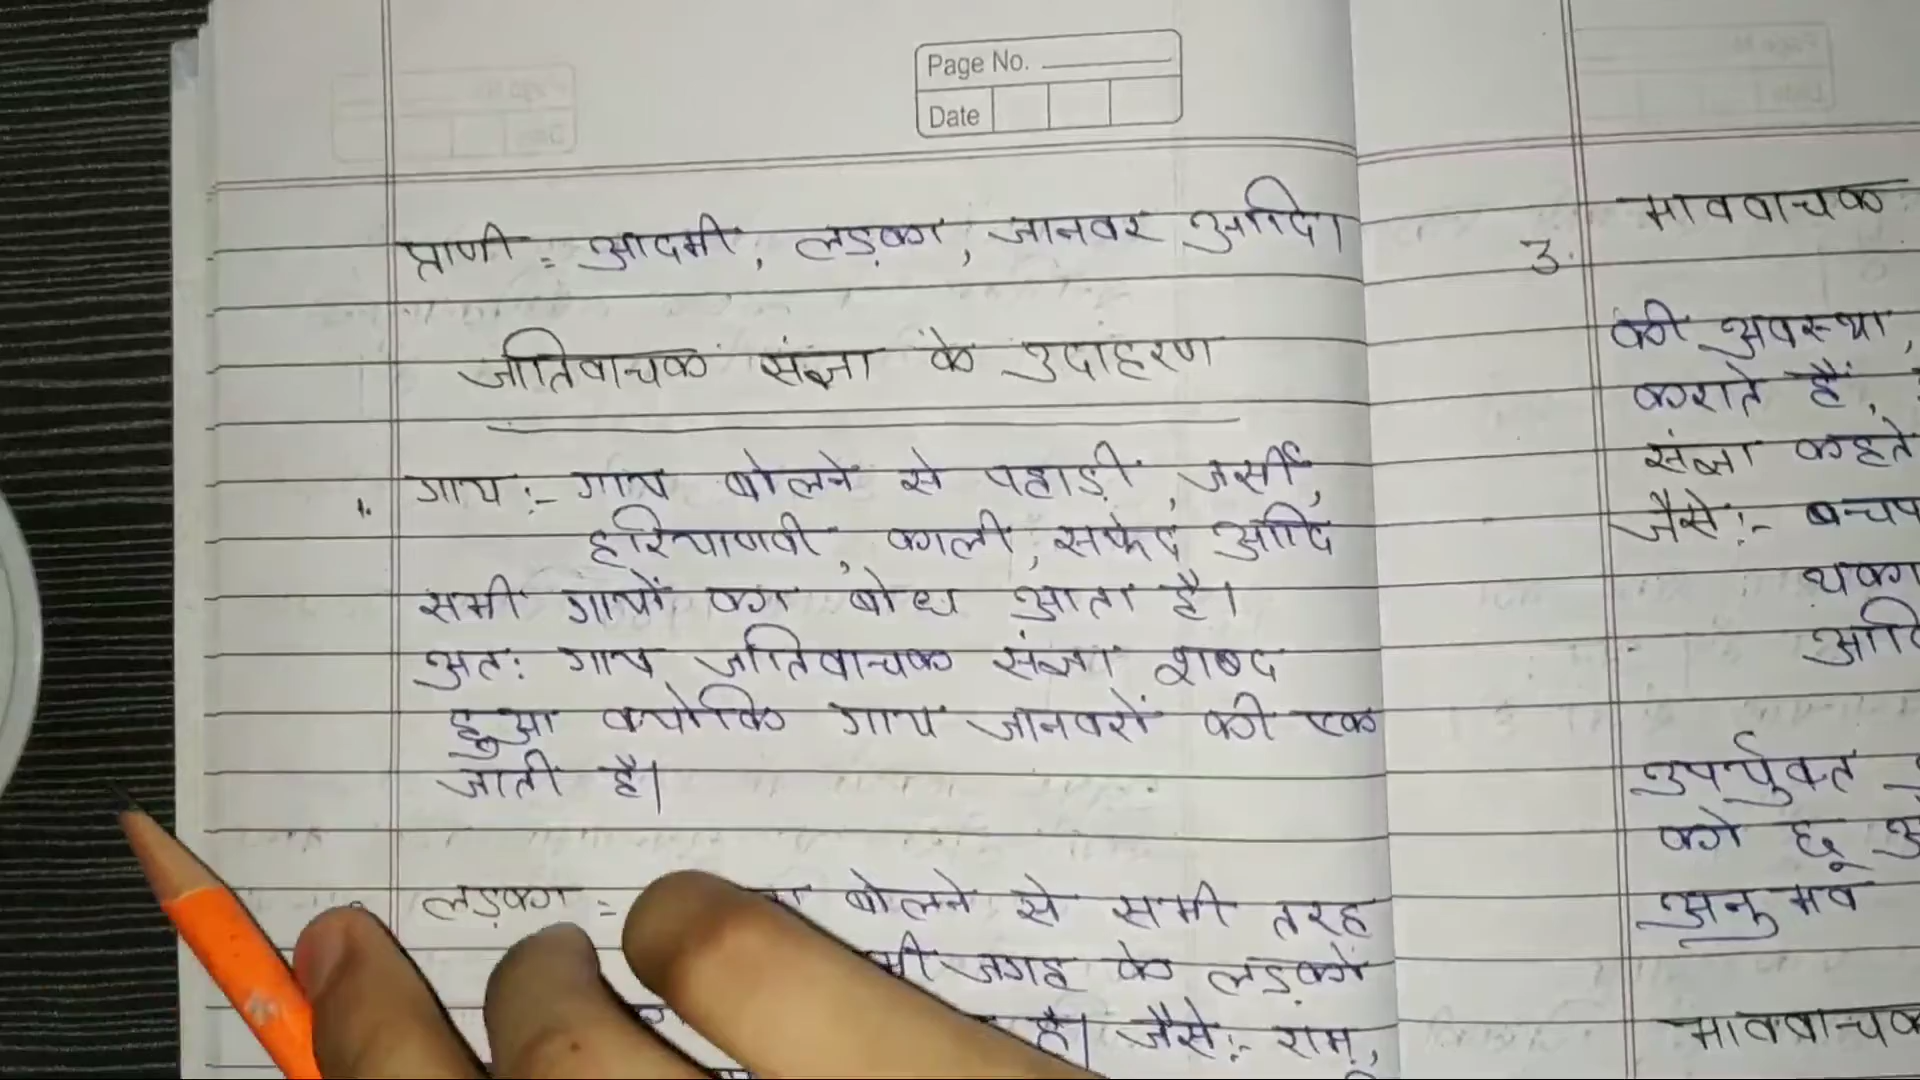 Page No.
Date
प्राणी = आदमी, लड़का, जानवर आदि।
जातिवाचक संज्ञा के उदाहरण
1. गाय :- गाय बोलने से पहाड़ी, जर्सी,
हरियाणवी, काली, सफेद आदि
सभी गायों का बोध आता है।
अतः गाय जातिवाचक संज्ञा शब्द
हुआ क्योंकि गाय जानवरों की एक
जाती है।
लड़का = बोलने से सभी तरह
जगह के लड़कों
है। जैसे:- राम,
3. भाववाचक
की अवस्था,
कराते हैं,
संज्ञा कहते
जैसे:- बचप
थका
उपर्युक्त
को छू
अनुभव
भाववाचक